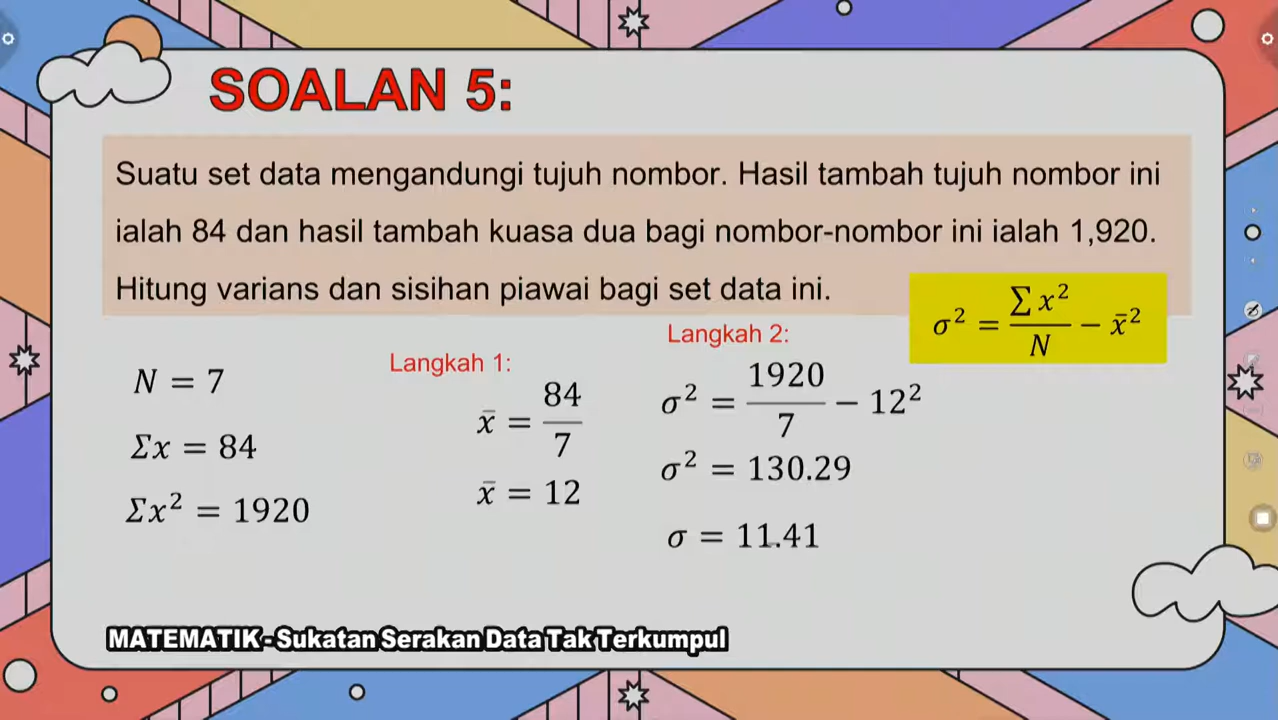 SOALAN 5:
Suatu set data mengandungi tujuh nombor. Hasil tambah tujuh nombor ini
ialah 84 dan hasil tambah kuasa dua bagi nombor-nombor ini ialah 1,920.
Hitung varians dan sisihan piawai bagi set data ini.
σ² = ∑x²/N − x̄²
N = 7
Σx = 84
Σx² = 1920
Langkah 1:
x̄ = 84/7
x̄ = 12
Langkah 2:
σ² = 1920/7 − 12²
σ² = 130.29
σ = 11.41
MATEMATIK - Sukatan Serakan Data Tak Terkumpul